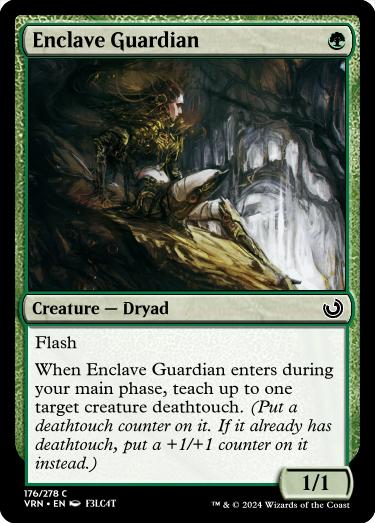 Enclave Guardian
Creature — Dryad
Flash
When Enclave Guardian enters during
your main phase, teach up to one
target creature deathtouch. (Put a
deathtouch counter on it. If it already has
deathtouch, put a +1/+1 counter on it
instead.)
1/1
176/278 C
VRN • EN F3LC4T
™ & © 2024 Wizards of the Coast